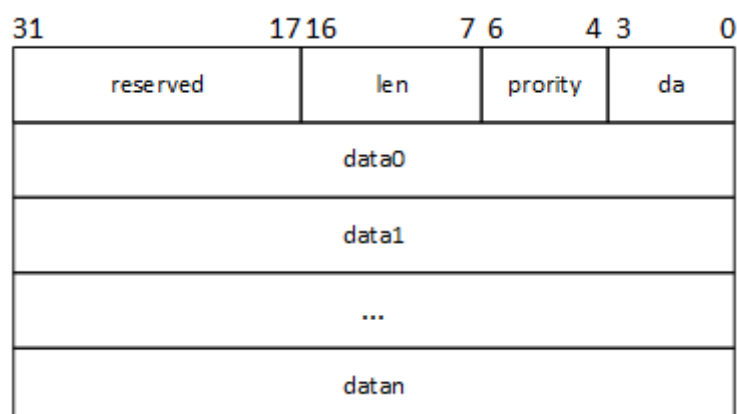 31 17 16 7 6 4 3 0
reserved len prority da
data0
data1
...
datan